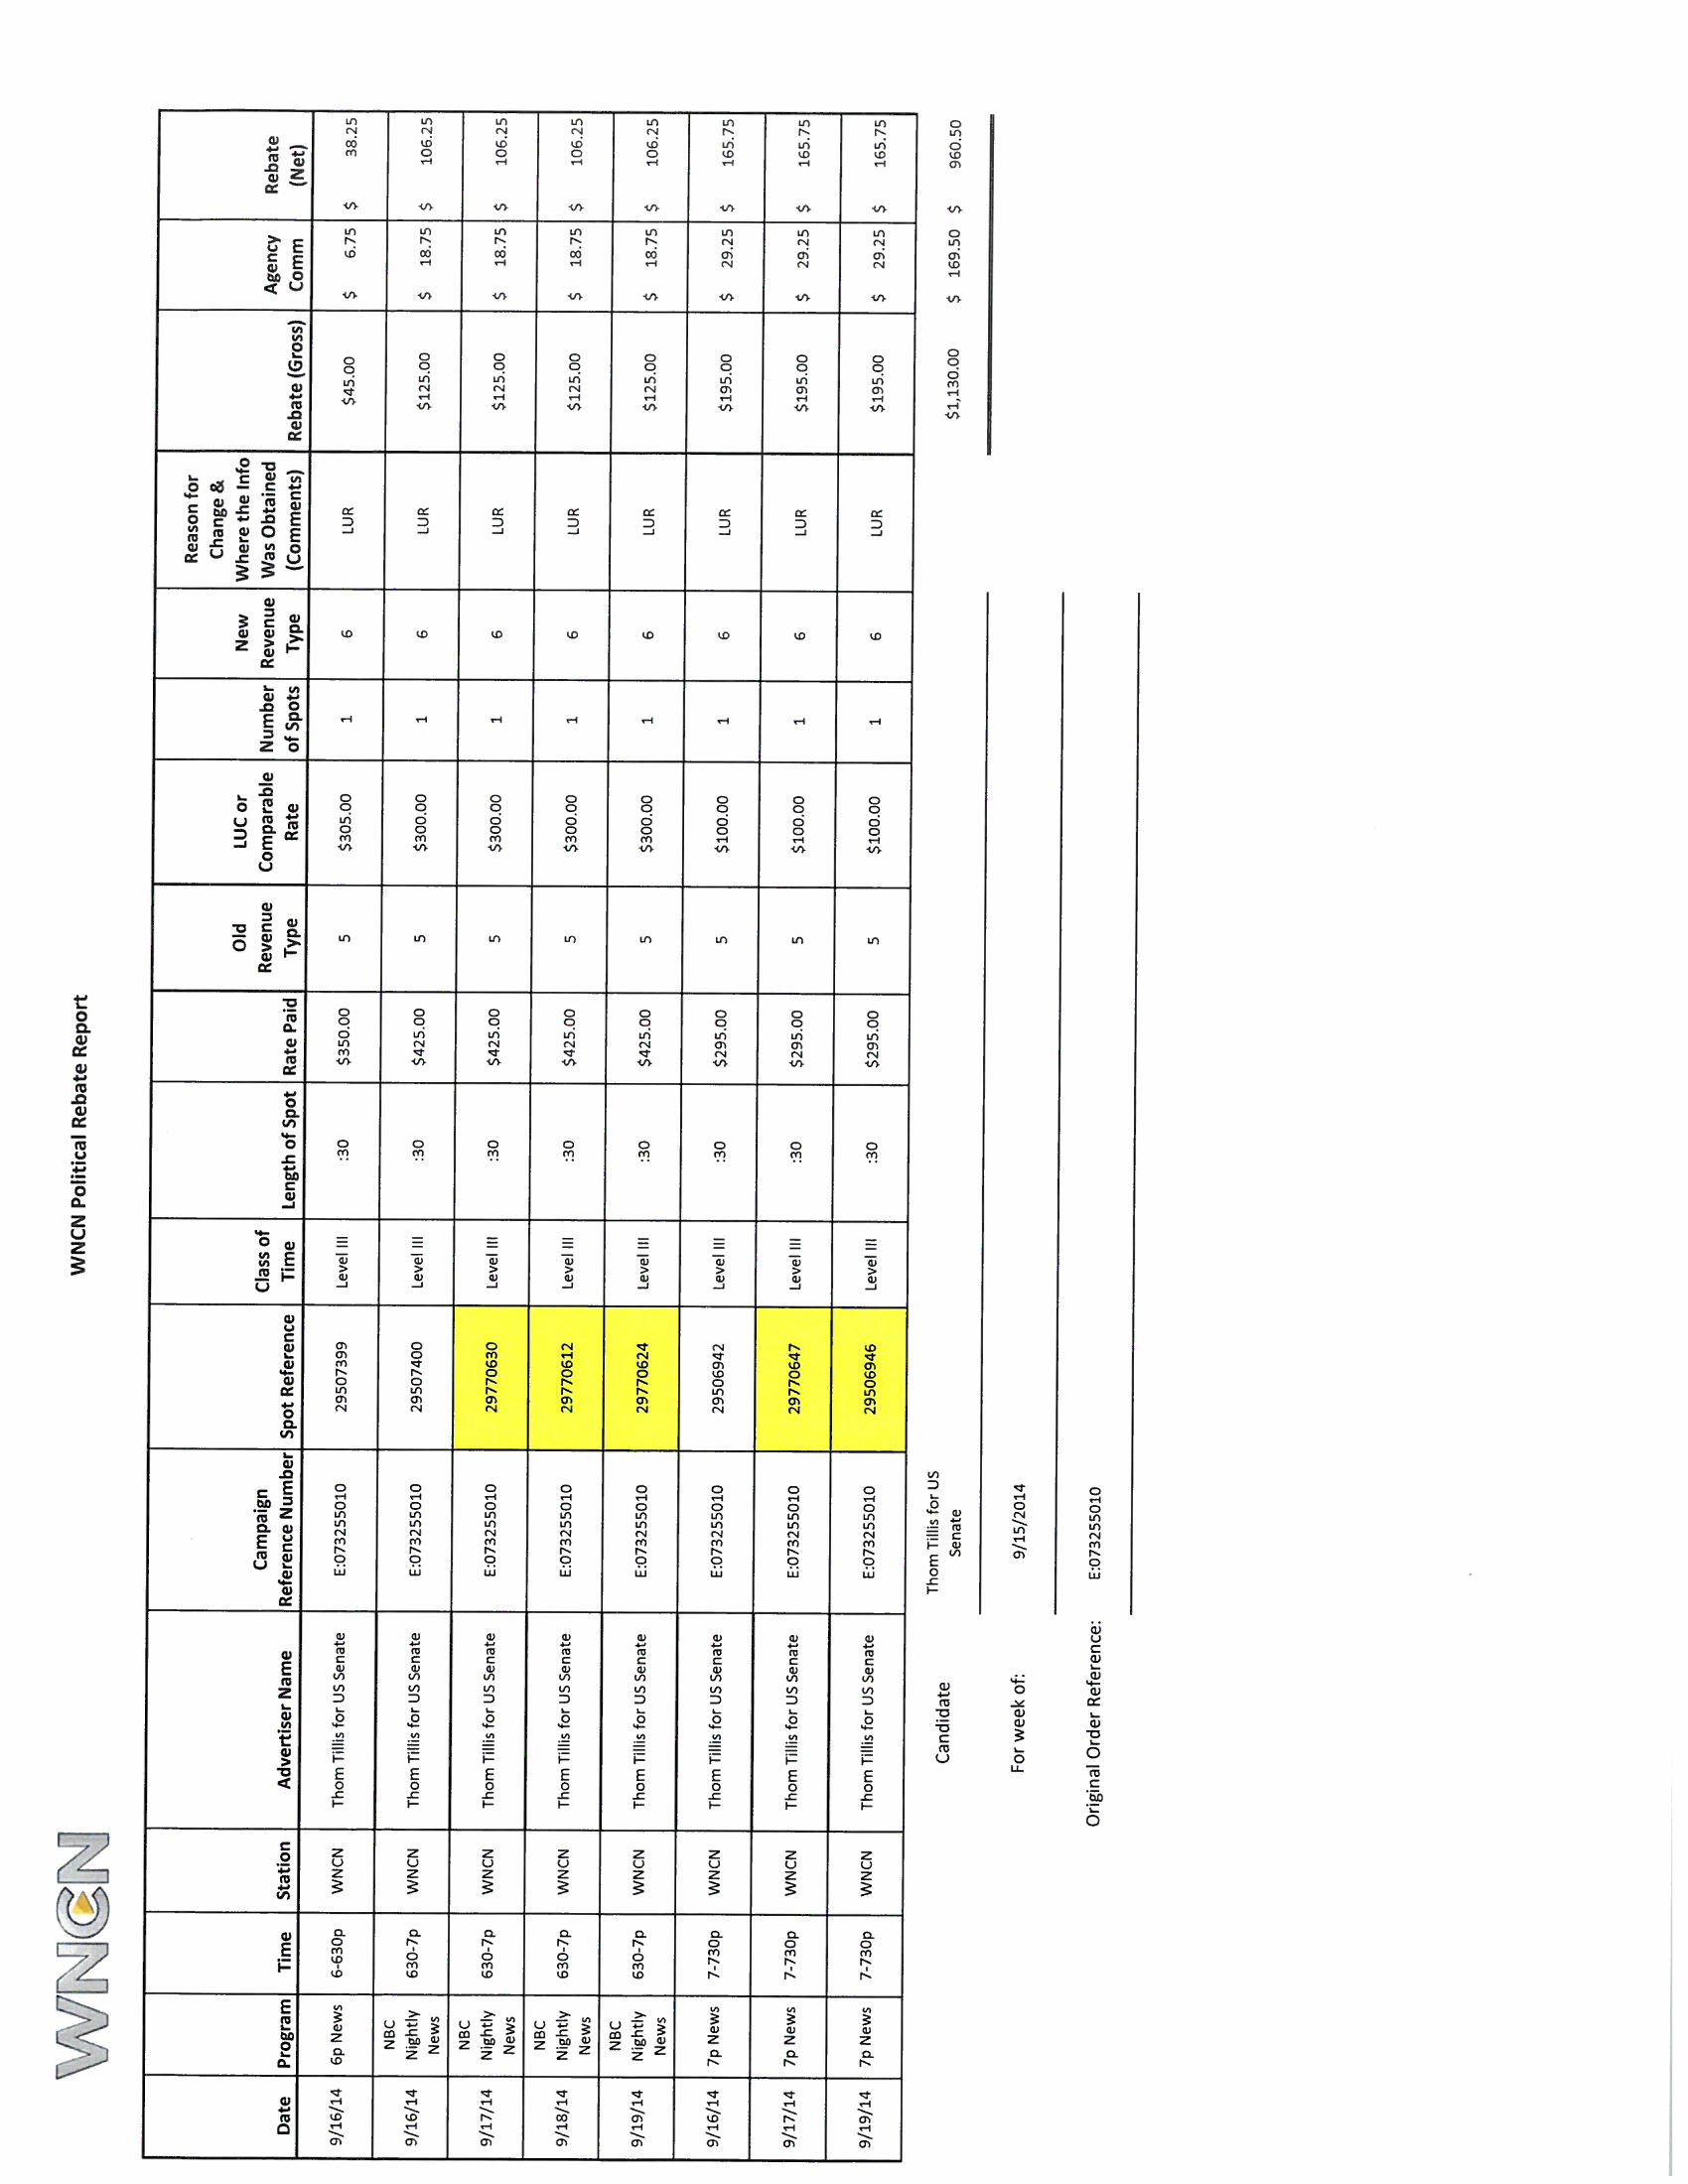 WNCN
WNCN Political Rebate Report
Date Program Time Station Advertiser Name Campaign Reference Number Spot Reference Class of Time Length of Spot Rate Paid Old Revenue Type LUC or Comparable Rate Number of Spots New Revenue Type Reason for Change & Where the Info Was Obtained (Comments) Rebate (Gross) Agency Comm Rebate (Net)
9/16/14 6p News 6-630p WNCN Thom Tillis for US Senate E:073255010 29507399 Level III :30 $350.00 5 $305.00 1 6 LUR $45.00 $ 6.75 $ 38.25
9/16/14 NBC Nightly News 630-7p WNCN Thom Tillis for US Senate E:073255010 29507400 Level III :30 $425.00 5 $300.00 1 6 LUR $125.00 $ 18.75 $ 106.25
9/17/14 NBC Nightly News 630-7p WNCN Thom Tillis for US Senate E:073255010 29770630 Level III :30 $425.00 5 $300.00 1 6 LUR $125.00 $ 18.75 $ 106.25
9/18/14 NBC Nightly News 630-7p WNCN Thom Tillis for US Senate E:073255010 29770612 Level III :30 $425.00 5 $300.00 1 6 LUR $125.00 $ 18.75 $ 106.25
9/19/14 NBC Nightly News 630-7p WNCN Thom Tillis for US Senate E:073255010 29770624 Level III :30 $425.00 5 $300.00 1 6 LUR $125.00 $ 18.75 $ 106.25
9/16/14 7p News 7-730p WNCN Thom Tillis for US Senate E:073255010 29506942 Level III :30 $295.00 5 $100.00 1 6 LUR $195.00 $ 29.25 $ 165.75
9/17/14 7p News 7-730p WNCN Thom Tillis for US Senate E:073255010 29770647 Level III :30 $295.00 5 $100.00 1 6 LUR $195.00 $ 29.25 $ 165.75
9/19/14 7p News 7-730p WNCN Thom Tillis for US Senate E:073255010 29506946 Level III :30 $295.00 5 $100.00 1 6 LUR $195.00 $ 29.25 $ 165.75
Candidate Thom Tillis for US Senate $1,130.00 $ 169.50 $ 960.50
For week of: 9/15/2014
Original Order Reference: E:073255010